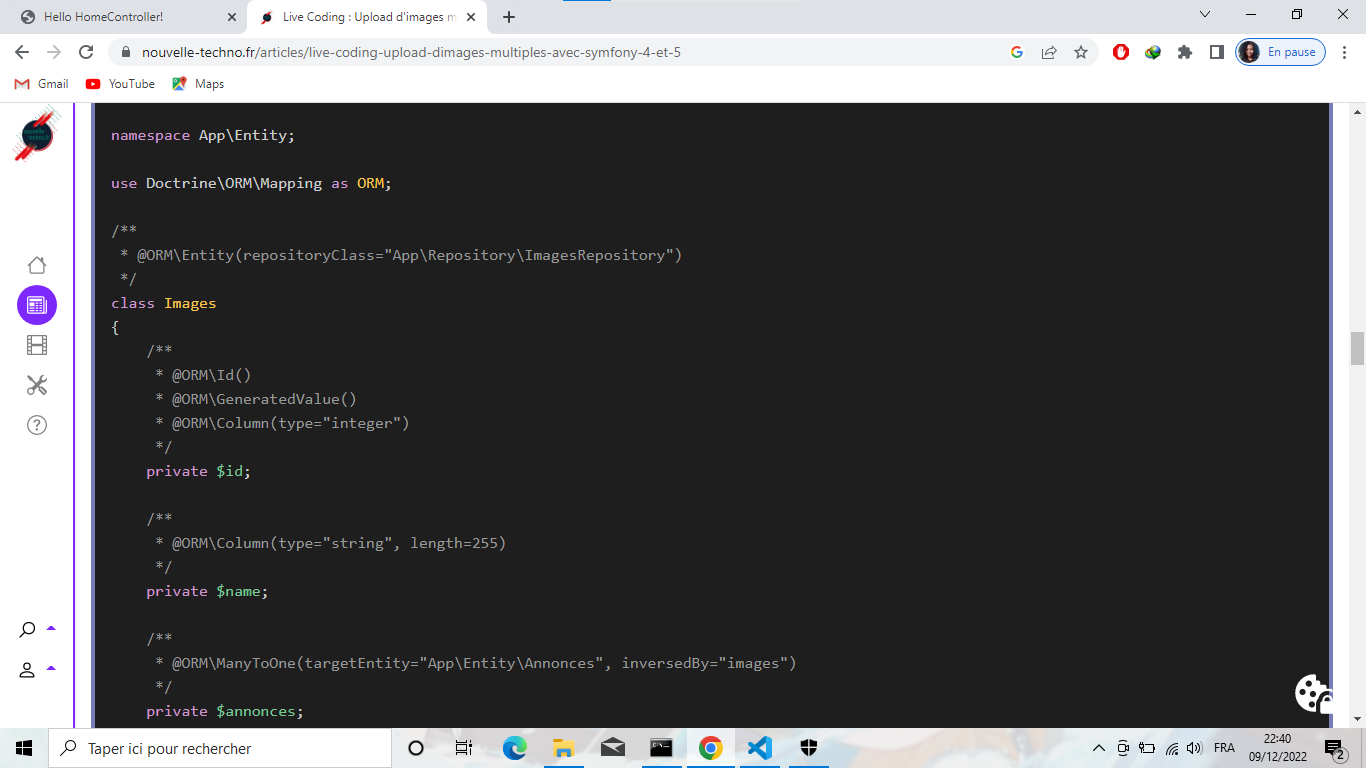 Hello HomeController!
Live Coding : Upload d'images m
nouvelle-techno.fr/articles/live-coding-upload-dimages-multiples-avec-symfony-4-et-5
En pause
Gmail
YouTube
Maps
namespace App\Entity;
use Doctrine\ORM\Mapping as ORM;
/**
* @ORM\Entity(repositoryClass="App\Repository\ImagesRepository")
*/
class Images
{
/**
* @ORM\Id()
* @ORM\GeneratedValue()
* @ORM\Column(type="integer")
*/
private $id;
/**
* @ORM\Column(type="string", length=255)
*/
private $name;
/**
* @ORM\ManyToOne(targetEntity="App\Entity\Annonces", inversedBy="images")
*/
private $annonces;
Taper ici pour rechercher
FRA
22:40
09/12/2022
2